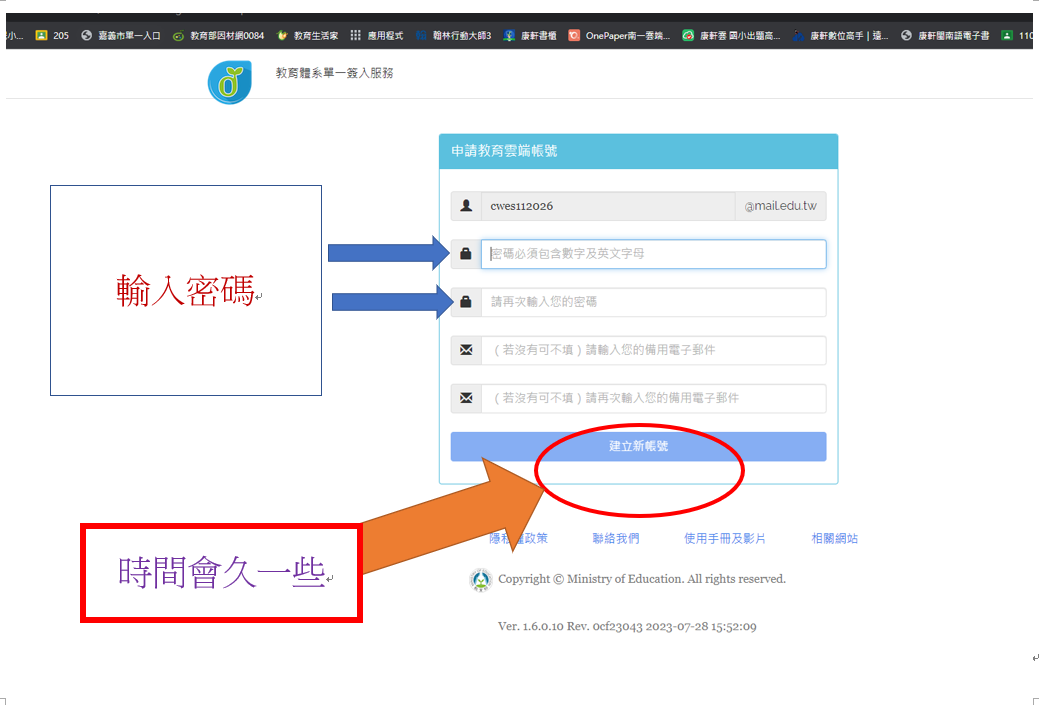 205 嘉義市單一入口 教育部因材網0084 教育生活家 應用程式 翰林行動大師3 康軒書櫃 OnePaper南一雲端... 康軒雲 國小出題高... 康軒數位高手 | 遠... 康軒閩南語電子書 110
教育體系單一簽入服務
申請教育雲端帳號
cwes112026 @mail.edu.tw
密碼必須包含數字及英文字母
輸入密碼
請再次輸入您的密碼
（若沒有可不填）請輸入您的備用電子郵件
（若沒有可不填）請再次輸入您的備用電子郵件
建立新帳號
時間會久一些
隱私權政策 聯絡我們 使用手冊及影片 相關網站
Copyright © Ministry of Education. All rights reserved.
Ver. 1.6.0.10 Rev. 0cf23043 2023-07-28 15:52:09